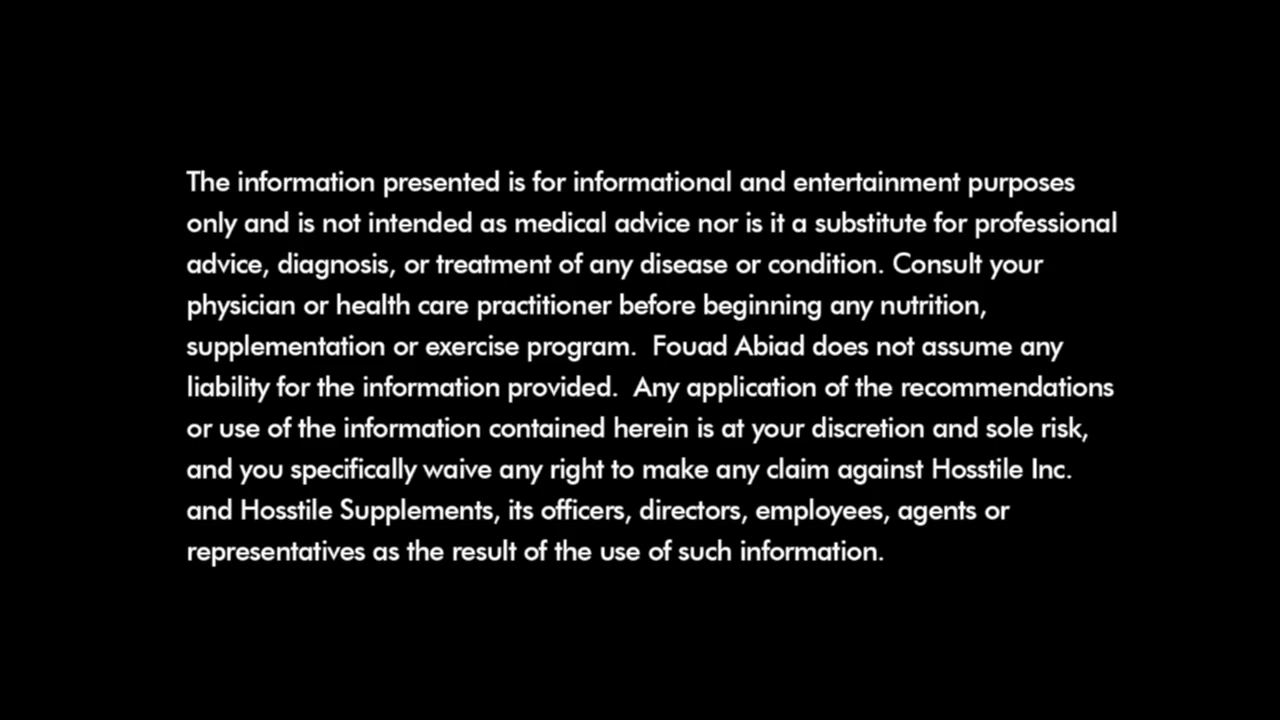 The information presented is for informational and entertainment purposes
only and is not intended as medical advice nor is it a substitute for professional
advice, diagnosis, or treatment of any disease or condition. Consult your
physician or health care practitioner before beginning any nutrition,
supplementation or exercise program.  Fouad Abiad does not assume any
liability for the information provided.  Any application of the recommendations
or use of the information contained herein is at your discretion and sole risk,
and you specifically waive any right to make any claim against Hosstile Inc.
and Hosstile Supplements, its officers, directors, employees, agents or
representatives as the result of the use of such information.